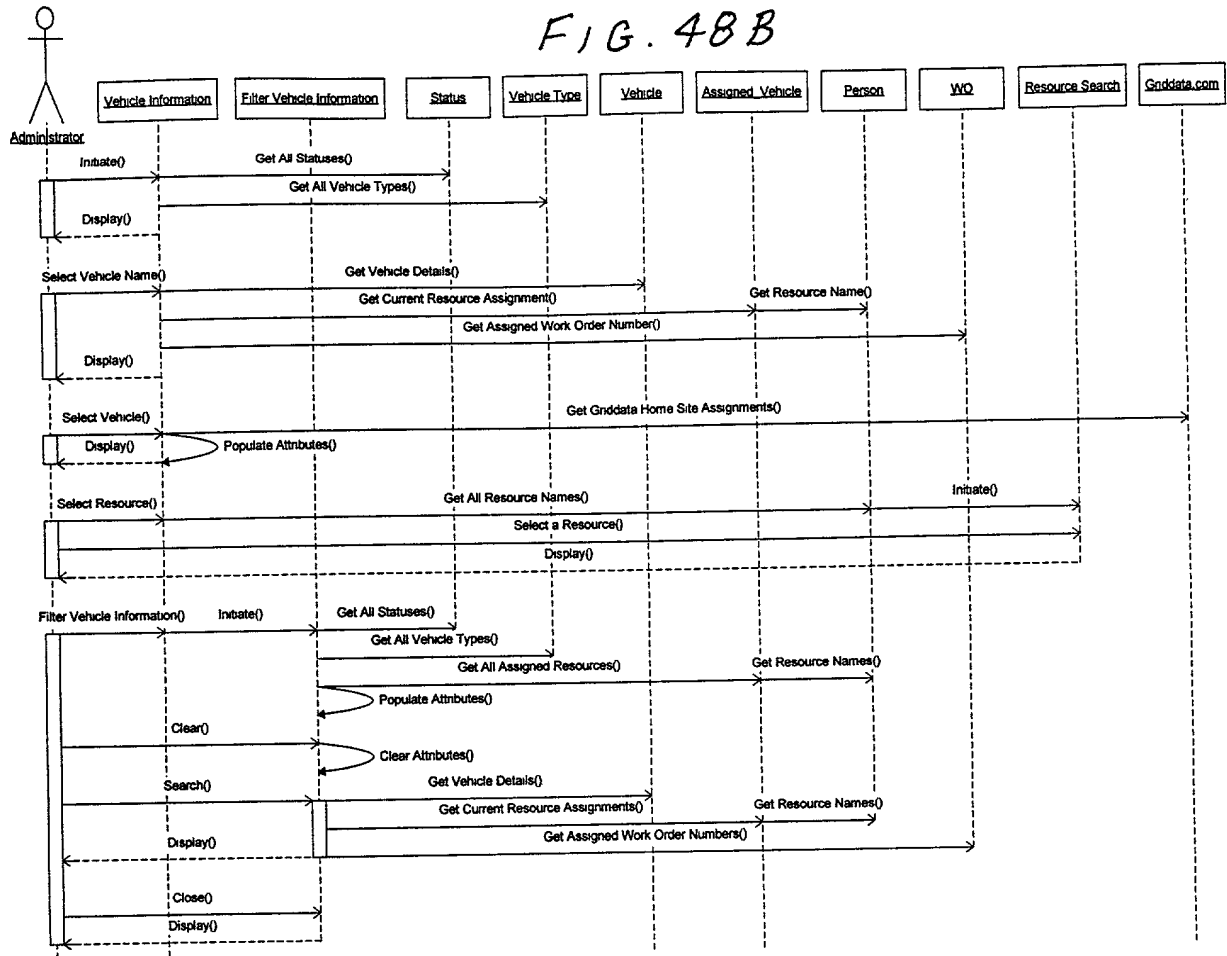 FIG. 48B
Administrator
Vehicle Information
Filter Vehicle Information
Status
Vehicle Type
Vehicle
Assigned_Vehicle
Person
WO
Resource Search
Griddata.com
Initiate()
Get All Statuses()
Get All Vehicle Types()
Display()
Select Vehicle Name()
Get Vehicle Details()
Get Current Resource Assignment()
Get Resource Name()
Get Assigned Work Order Number()
Display()
Select Vehicle()
Get Griddata Home Site Assignments()
Display()
Populate Attributes()
Select Resource()
Get All Resource Names()
Initiate()
Select a Resource()
Display()
Filter Vehicle Information()
Initiate()
Get All Statuses()
Get All Vehicle Types()
Get All Assigned Resources()
Get Resource Names()
Populate Attributes()
Clear()
Clear Attributes()
Search()
Get Vehicle Details()
Get Current Resource Assignments()
Get Resource Names()
Get Assigned Work Order Numbers()
Display()
Close()
Display()